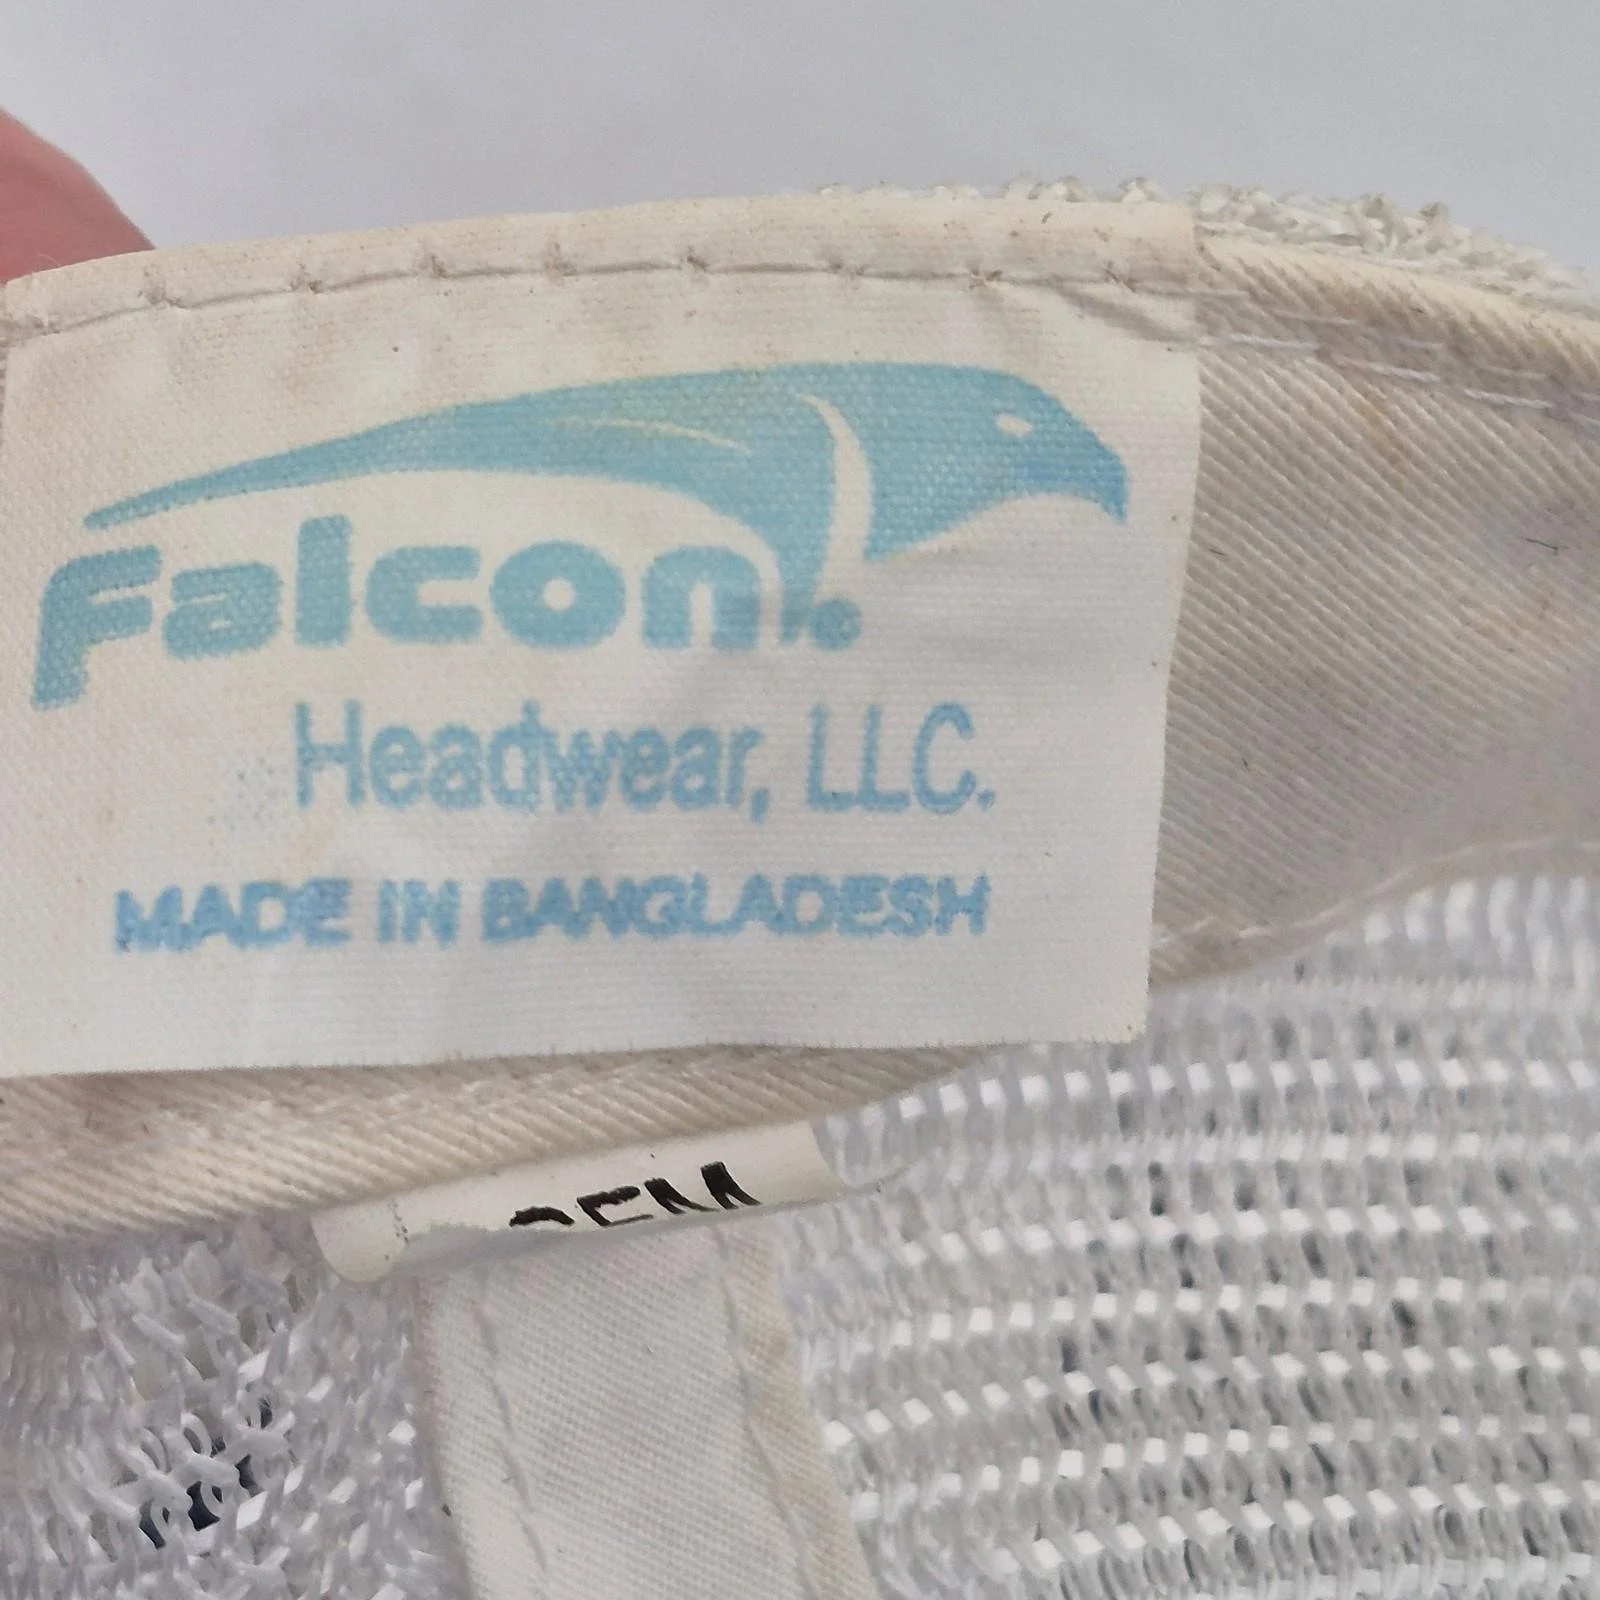 Falcon®
Headwear, LLC.
MADE IN BANGLADESH